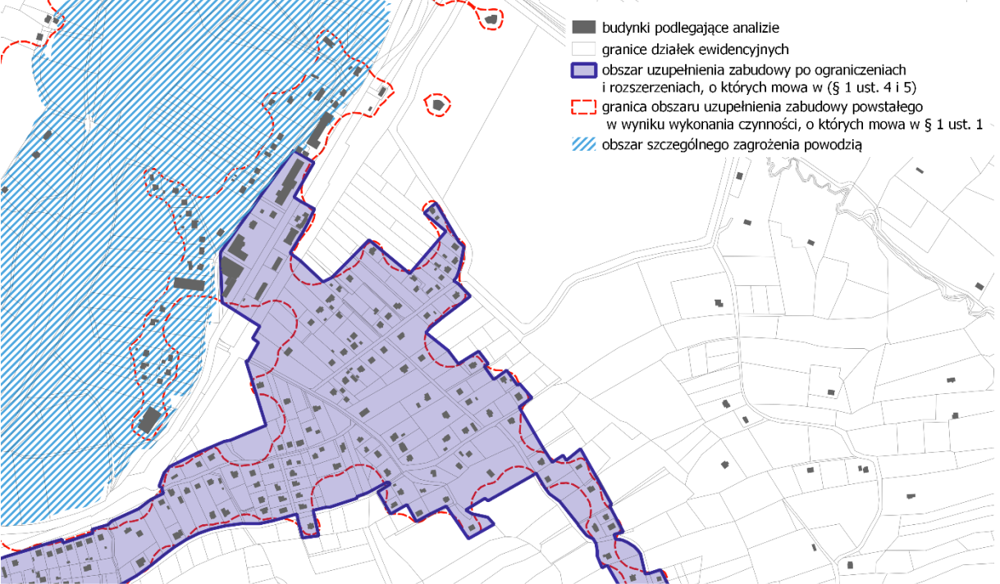 budynki podlegające analizie
granice działek ewidencyjnych
obszar uzupełnienia zabudowy po ograniczeniach
i rozszerzeniach, o których mowa w (§ 1 ust. 4 i 5)
granica obszaru uzupełnienia zabudowy powstałego
w wyniku wykonania czynności, o których mowa w § 1 ust. 1
obszar szczególnego zagrożenia powodzią